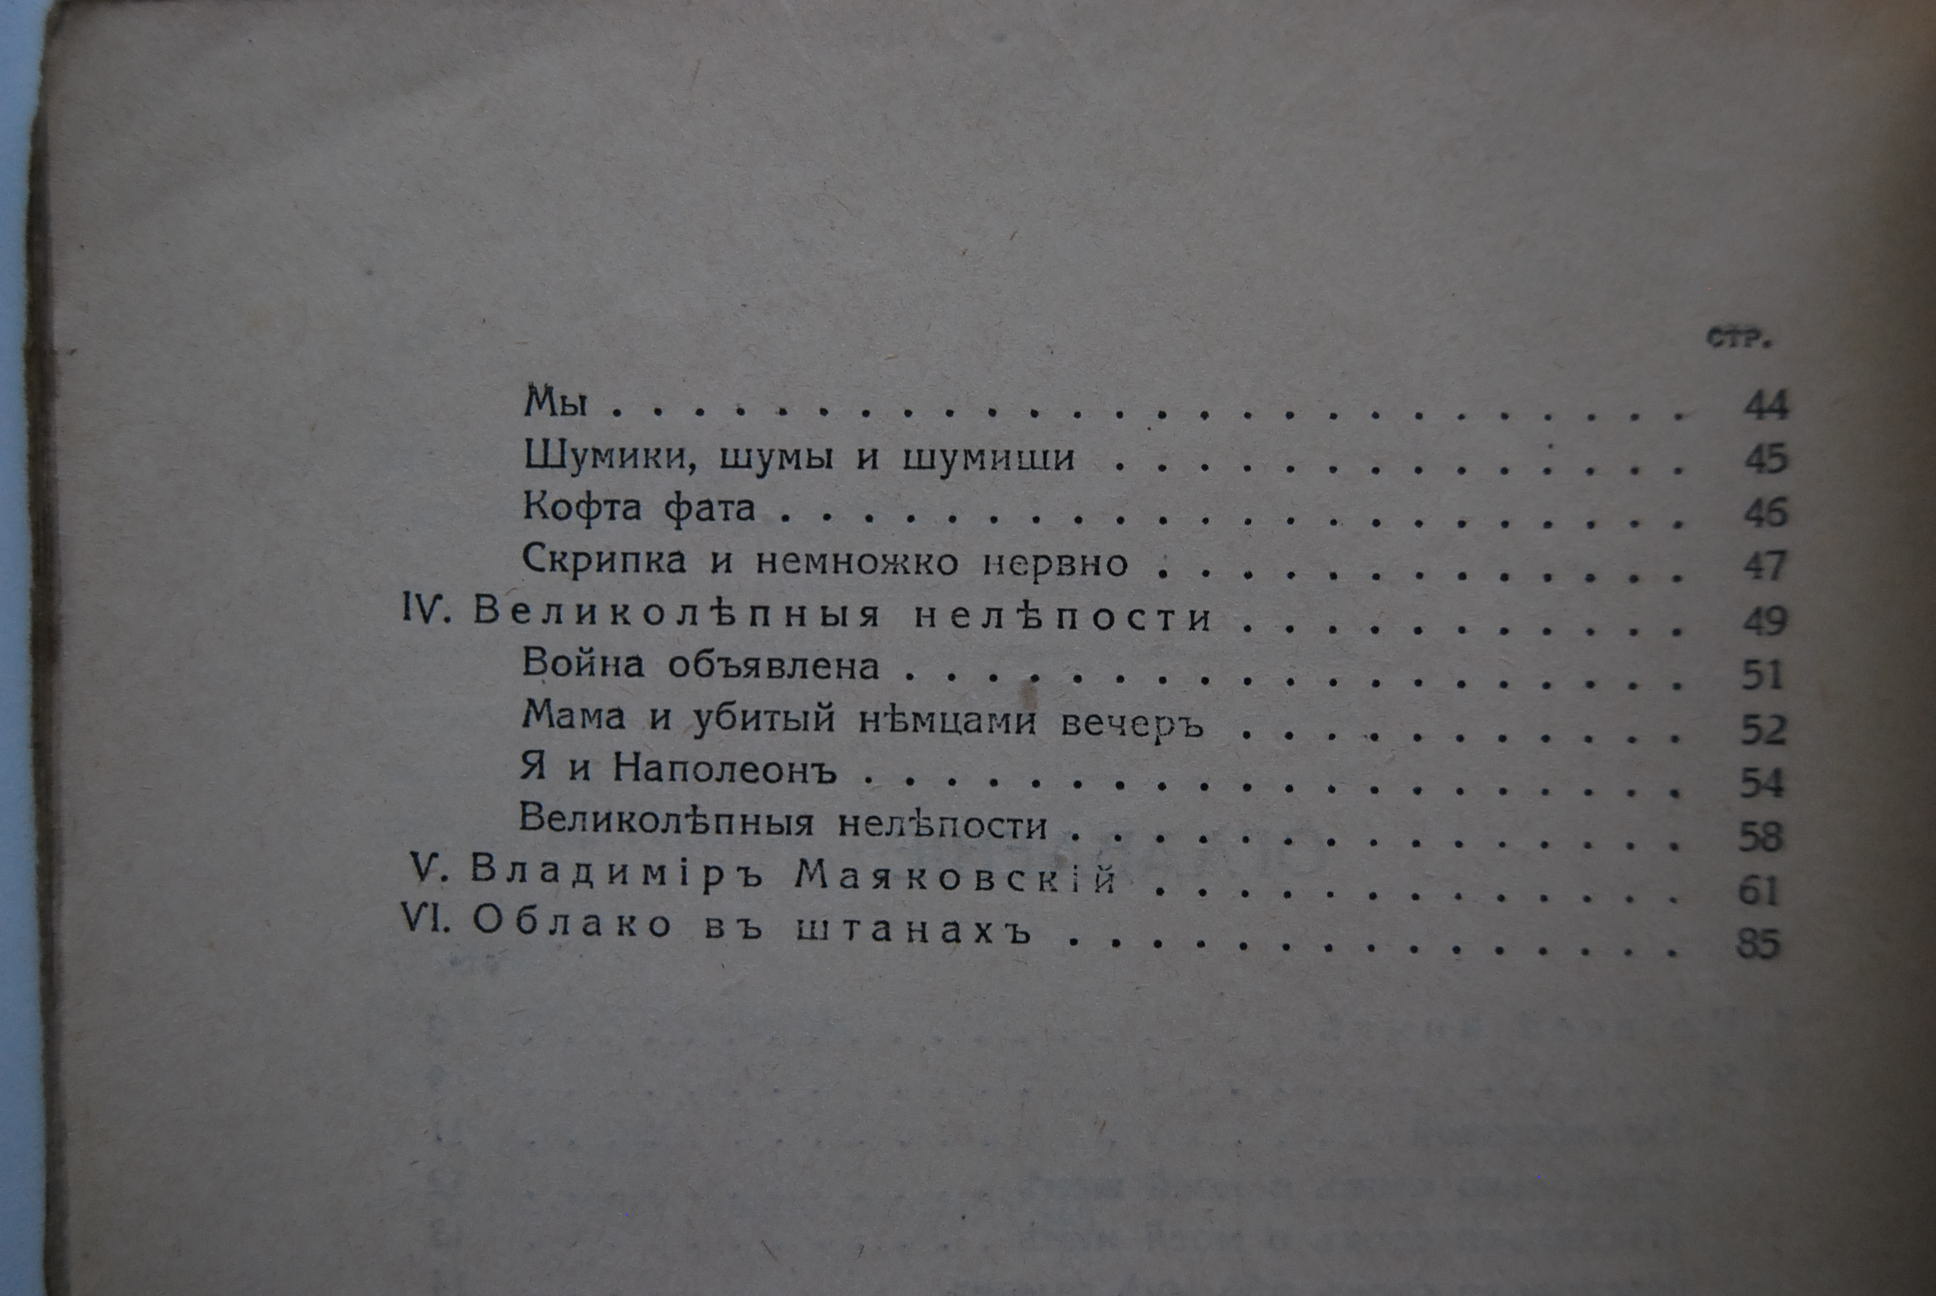 СТР.
Мы . . . . . . . . . . . . . . . . . . . . . . . . . . 44
Шумики, шумы и шумиши . . . . . . . . . . . . . . 45
Кофта фата . . . . . . . . . . . . . . . . . . . . . . 46
Скрипка и немножко нервно . . . . . . . . . . . . . 47
IV. Великолѣпныя нелѣпости . . . . . . . . . . . 49
Война объявлена . . . . . . . . . . . . . . . . . . . 51
Мама и убитый нѣмцами вечеръ . . . . . . . . . . . 52
Я и Наполеонъ . . . . . . . . . . . . . . . . . . . . 54
Великолѣпныя нелѣпости . . . . . . . . . . . . . . . 58
V. Владиміръ Маяковскій . . . . . . . . . . . . . 61
VI. Облако въ штанахъ . . . . . . . . . . . . . . . 85